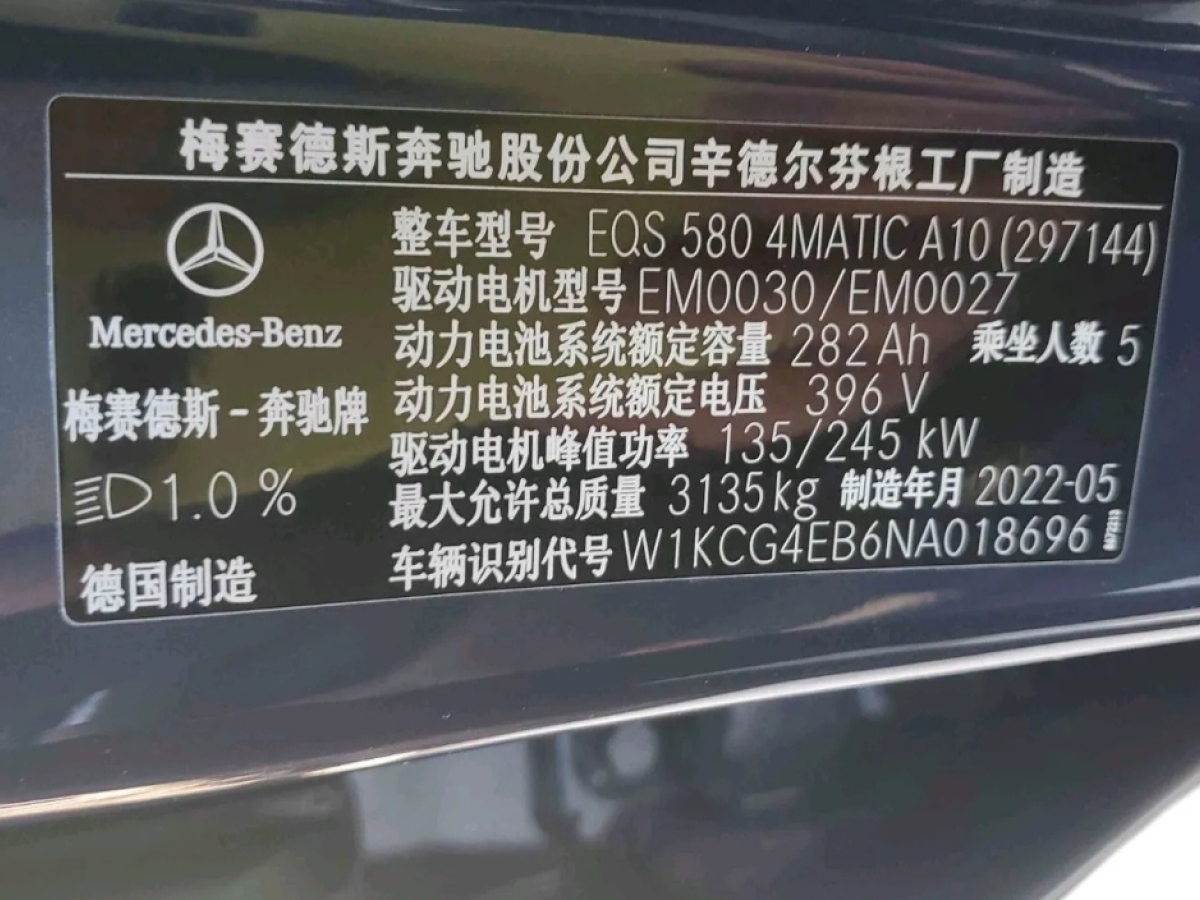 梅赛德斯奔驰股份公司辛德尔芬根工厂制造
Mercedes-Benz
梅赛德斯-奔驰牌
1.0 %
德国制造
整车型号 EQS 580 4MATIC A10 (297144)
驱动电机型号 EM0030/EM0027
动力电池系统额定容量 282 Ah 乘坐人数 5
动力电池系统额定电压 396 V
驱动电机峰值功率 135/245 kW
最大允许总质量 3135 kg 制造年月 2022-05
车辆识别代号 W1KCG4EB6NA018696